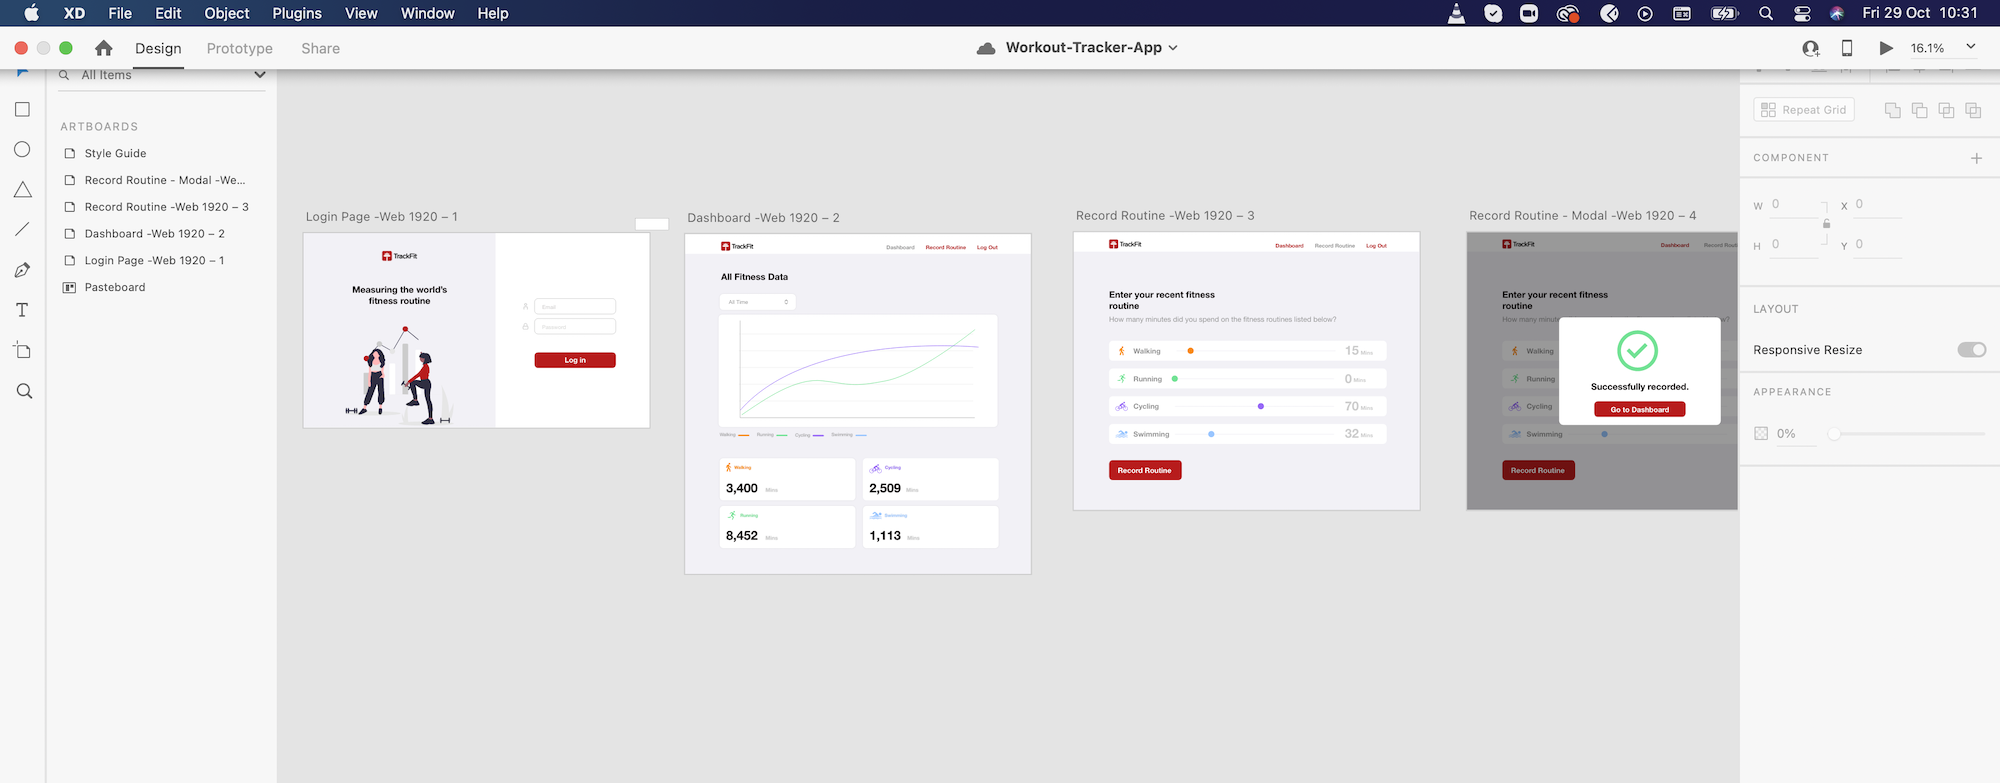 XD File Edit Object Plugins View Window Help
Fri 29 Oct 10:31
Design Prototype Share
Workout-Tracker-App
16.1%
All Items
ARTBOARDS
Style Guide
Record Routine - Modal -We...
Record Routine -Web 1920 – 3
Dashboard -Web 1920 – 2
Login Page -Web 1920 – 1
Pasteboard
Login Page -Web 1920 – 1
TrackFit
Measuring the world's
fitness routine
Email
Password
Log in
Dashboard -Web 1920 – 2
TrackFit
Dashboard Record Routine Log Out
All Fitness Data
All Time
Walking Running Cycling Swimming
Walking
3,400 Mins
Cycling
2,509 Mins
Running
8,452 Mins
Swimming
1,113 Mins
Record Routine -Web 1920 – 3
TrackFit
Dashboard Record Routine Log Out
Enter your recent fitness
routine
How many minutes did you spend on the fitness routines listed below?
Walking 15 Mins
Running 0 Mins
Cycling 70 Mins
Swimming 32 Mins
Record Routine
Record Routine - Modal -Web 1920 – 4
TrackFit
Dashboard Record Rout
Enter your recent fitness
routine
How many minut
w?
Walking
Running
Cycling
Swimming
Successfully recorded.
Go to Dashboard
Record Routine
Repeat Grid
COMPONENT
W 0 X 0
H 0 Y 0
LAYOUT
Responsive Resize
APPEARANCE
0%